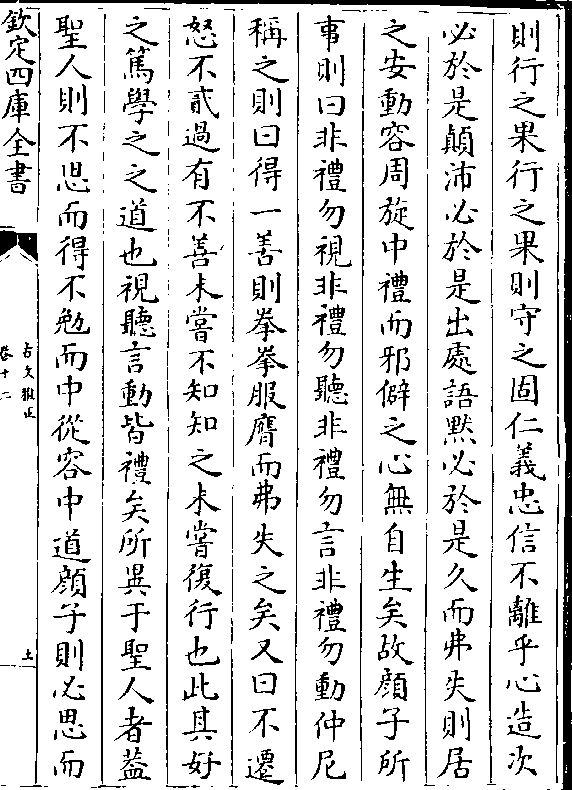 則行之果行之果則守之固仁義忠信不離乎心造次
必於是顛沛必於是出處語默必於是久而弗失則居
之安動容周旋中禮而邪僻之心無自生矣故顔子所
事則曰非禮勿視非禮勿聽非禮勿言非禮勿動仲尼
稱之則曰得一善則拳拳服膺而弗失之矣又曰不遷
怒不貳過有不善未嘗不知知之未嘗復行也此其好
之篤學之之道也視聽言動皆禮矣所異于聖人者葢
聖人則不思而得不勉而中從容中道顔子則必思而
欽定四庫全書
古文雅正
卷十二